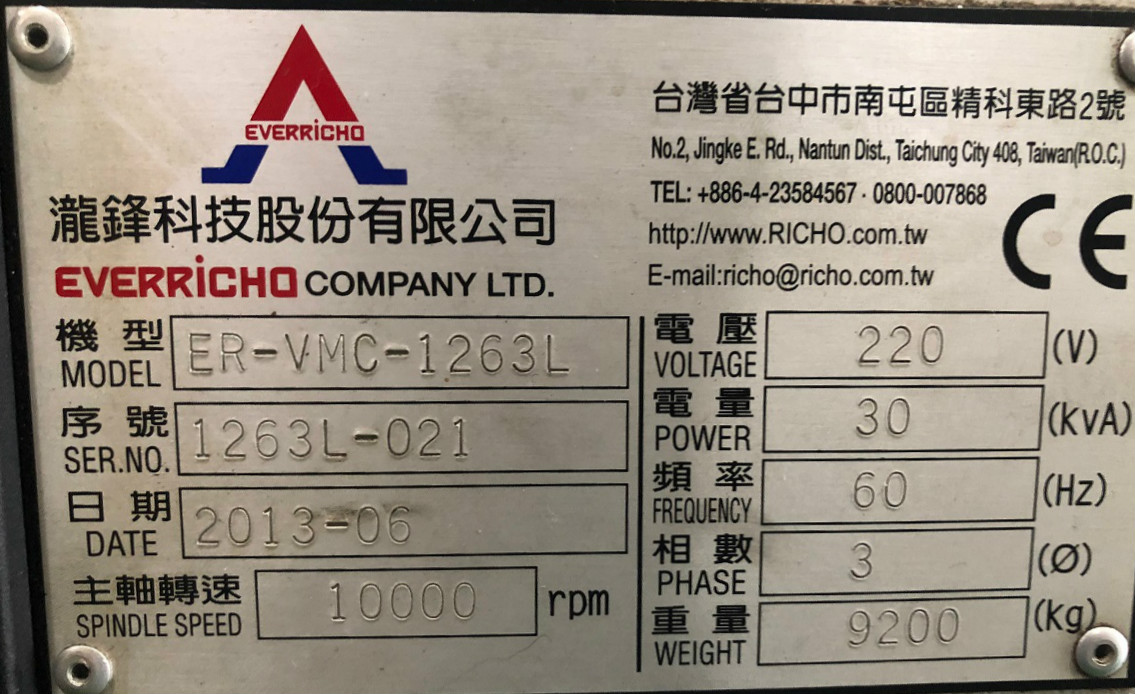 EVERRiCHO
瀧鋒科技股份有限公司
EVERRiCHO COMPANY LTD.
台灣省台中市南屯區精科東路2號
No.2, Jingke E. Rd., Nantun Dist., Taichung City 408, Taiwan(R.O.C.)
TEL: +886-4-23584567 · 0800-007868
http://www.RICHO.com.tw
E-mail:richo@richo.com.tw
CE
機型 ER-VMC-1263L
MODEL
序號 1263L-021
SER.NO.
日期 2013-06
DATE
主軸轉速 10000 rpm
SPINDLE SPEED
電壓 220 (V)
VOLTAGE
電量 30 (KvA)
POWER
頻率 60 (Hz)
FREQUENCY
相數 3 (Ø)
PHASE
重量 9200 (Kg)
WEIGHT